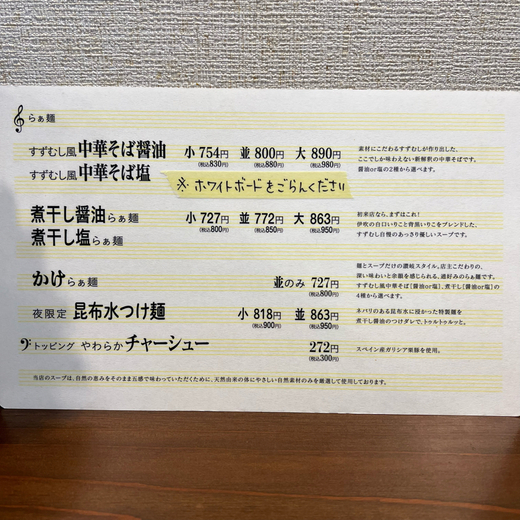 らぁ麺
すずむし風 中華そば醤油 小 754円 (税込830円) 並 800円 (税込880円) 大 890円 (税込980円)
すずむし風 中華そば塩
素材にこだわるすずむしが作り出した、
ここでしか味わえない新解釈の中華そばです。
醤油or塩の2種から選べます。
※ ホワイトボードをごらんください
煮干し醤油らぁ麺 小 727円 (税込800円) 並 772円 (税込850円) 大 863円 (税込950円)
煮干し塩らぁ麺
初来店なら、まずはこれ!
伊吹の白口いりこと背黒いりこをブレンドした、
すずむし自慢のあっさり優しいスープです。
かけらぁ麺 並のみ 727円 (税込800円)
麺とスープだけの讃岐スタイル。店主こだわりの、
深い味わいと余韻を感じられる、通好みのらぁ麺です。
すずむし風中華そば[醤油or塩]、煮干し[醤油or塩]の
4種から選べます。
夜限定 昆布水つけ麺 小 818円 (税込900円) 並 863円 (税込950円)
ネバリのある昆布水に浸かった特製麺を
煮干し醤油のつけダレで、トゥルトゥルッと。
トッピング やわらかチャーシュー 272円 (税込300円)
スペイン産ガリシア栗豚を使用。
当店のスープは、自然の恵みをそのまま五感で味わっていただくために、天然由来の体にやさしい自然素材のみを厳選して使用しております。